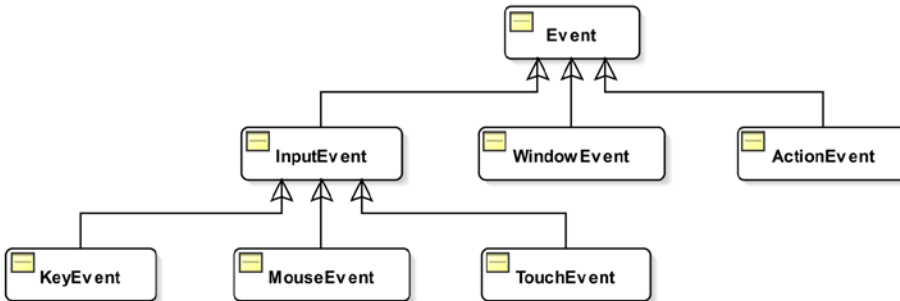 Event
InputEvent
WindowEvent
ActionEvent
KeyEvent
MouseEvent
TouchEvent